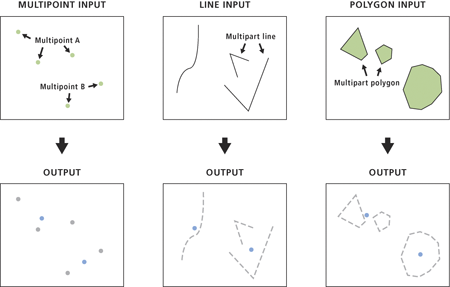 MULTIPOINT INPUT
LINE INPUT
POLYGON INPUT
Multipoint A
Multipoint B
Multipart line
Multipart polygon
OUTPUT
OUTPUT
OUTPUT